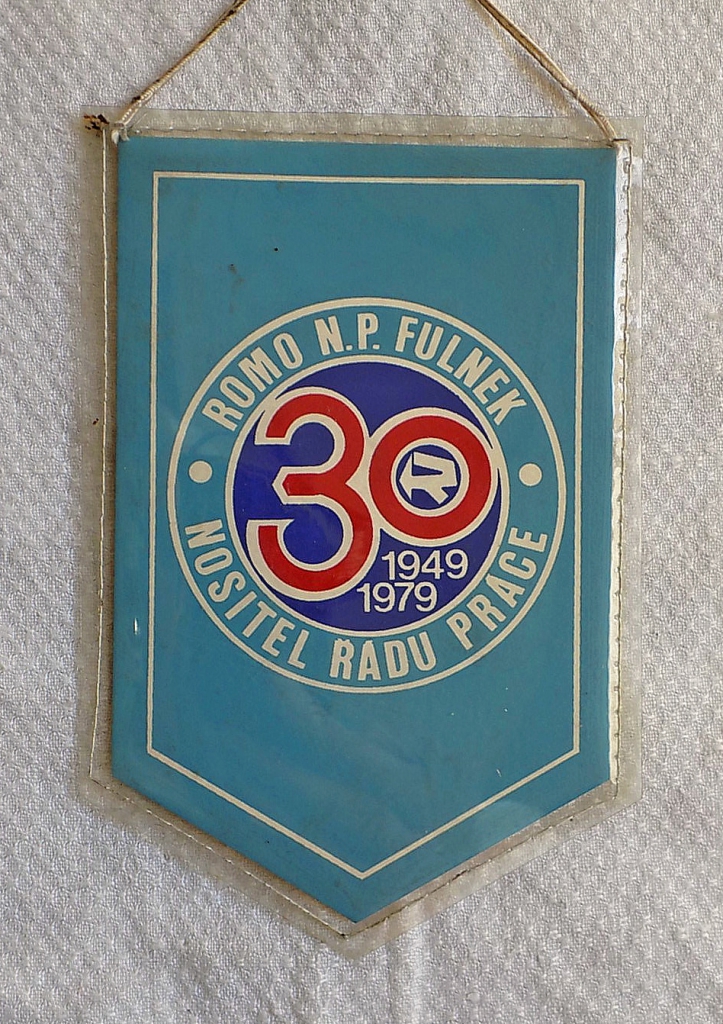 ROMO N.P. FULNEK
30
1949
1979
NOSITEL ŘÁDU PRÁCE